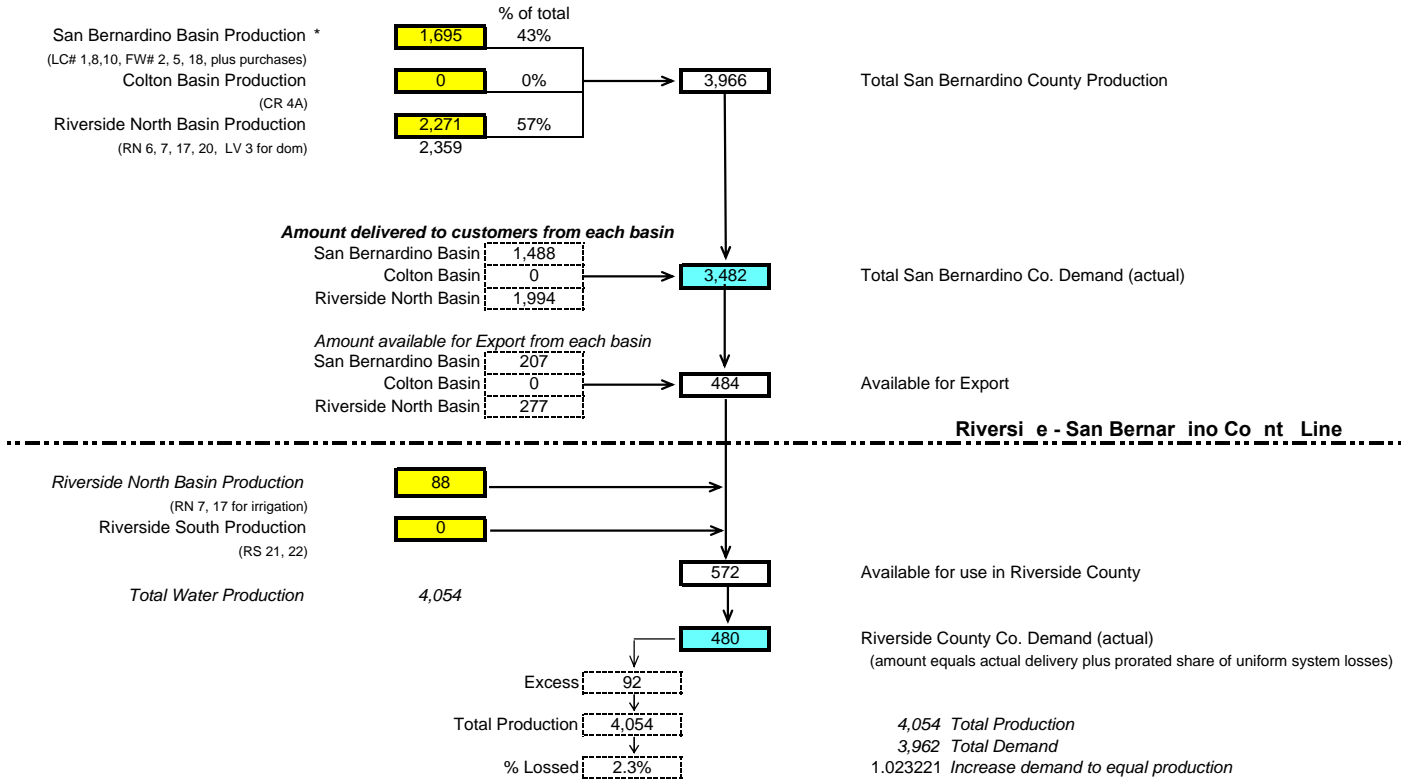 % of total
San Bernardino Basin Production * 1,695 43%
(LC# 1,8,10, FW# 2, 5, 18, plus purchases)
Colton Basin Production 0 0% 3,966 Total San Bernardino County Production
(CR 4A)
Riverside North Basin Production 2,271 57%
(RN 6, 7, 17, 20, LV 3 for dom) 2,359
Amount delivered to customers from each basin
San Bernardino Basin 1,488
Colton Basin 0 3,482 Total San Bernardino Co. Demand (actual)
Riverside North Basin 1,994
Amount available for Export from each basin
San Bernardino Basin 207
Colton Basin 0 484 Available for Export
Riverside North Basin 277
Riversi e - San Bernar ino Co nt Line
Riverside North Basin Production 88
(RN 7, 17 for irrigation)
Riverside South Production 0
(RS 21, 22)
572 Available for use in Riverside County
Total Water Production 4,054
480 Riverside County Co. Demand (actual)
(amount equals actual delivery plus prorated share of uniform system losses)
Excess 92
Total Production 4,054 4,054 Total Production
3,962 Total Demand
% Lossed 2.3% 1.023221 Increase demand to equal production